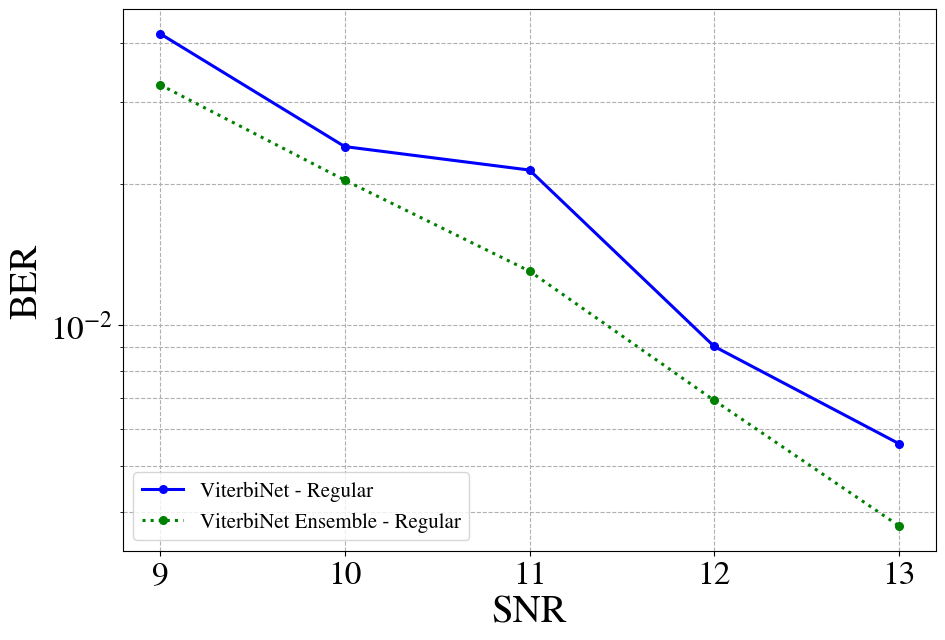 BER
10⁻²
ViterbiNet - Regular
ViterbiNet Ensemble - Regular
9 10 11 12 13
SNR